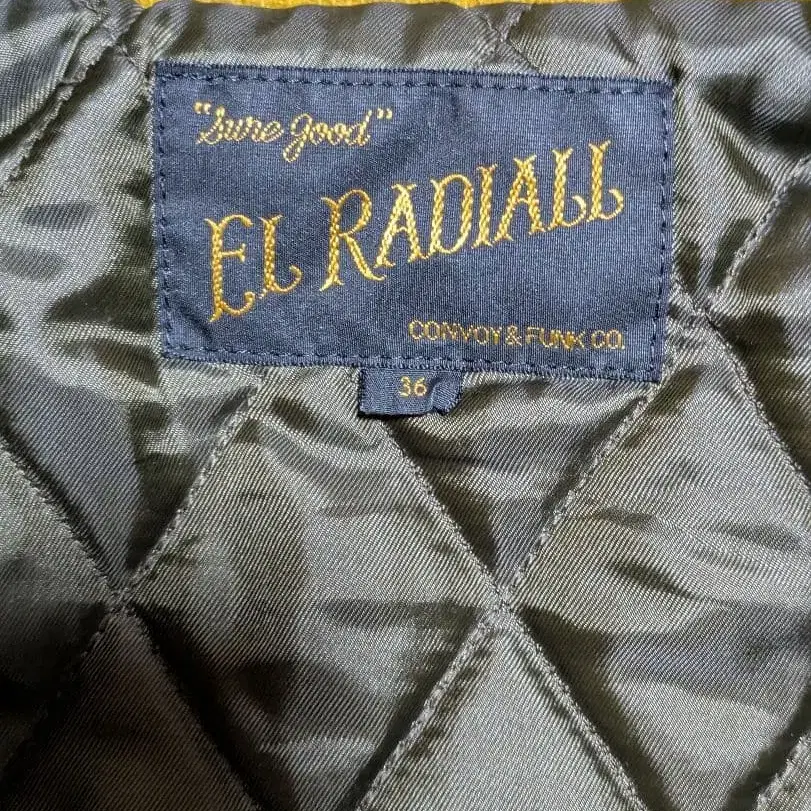 "Sure good"
EL RADIALL
CONVOY & FUNK CO.
36